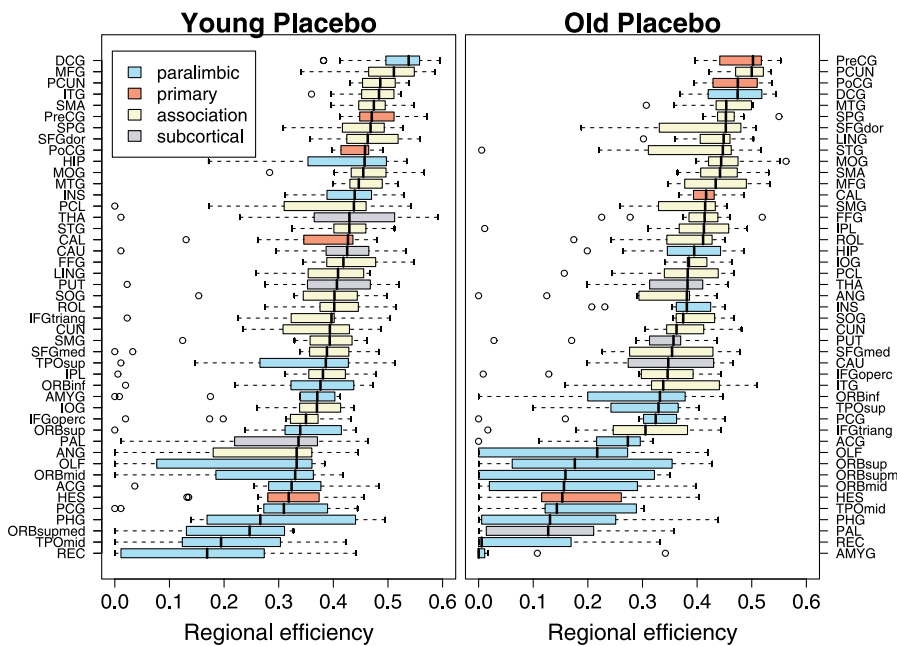 Young Placebo
Old Placebo
paralimbic
primary
association
subcortical
DCG
MFG
PCUN
ITG
SMA
PreCG
SPG
SFGdor
PoCG
HIP
MOG
MTG
INS
PCL
THA
STG
CAL
CAU
FFG
LING
PUT
SOG
ROL
IFGtriang
CUN
SMG
SFGmed
TPOsup
IPL
ORBinf
AMYG
IOG
IFGoperc
ORBsup
PAL
ANG
OLF
ORBmid
ACG
HES
PCG
PHG
ORBsupmed
TPOmid
REC
0.0 0.1 0.2 0.3 0.4 0.5 0.6
Regional efficiency
PreCG
PCUN
PoCG
DCG
MTG
SPG
SFGdor
LING
STG
MOG
SMA
MFG
CAL
SMG
FFG
IPL
ROL
HIP
IOG
PCL
THA
ANG
INS
SOG
CUN
PUT
SFGmed
CAU
IFGoperc
ITG
ORBinf
TPOsup
PCG
IFGtriang
ACG
OLF
ORBsup
ORBsupm
ORBmid
HES
TPOmid
PHG
PAL
REC
AMYG
0.0 0.1 0.2 0.3 0.4 0.5 0.6
Regional efficiency